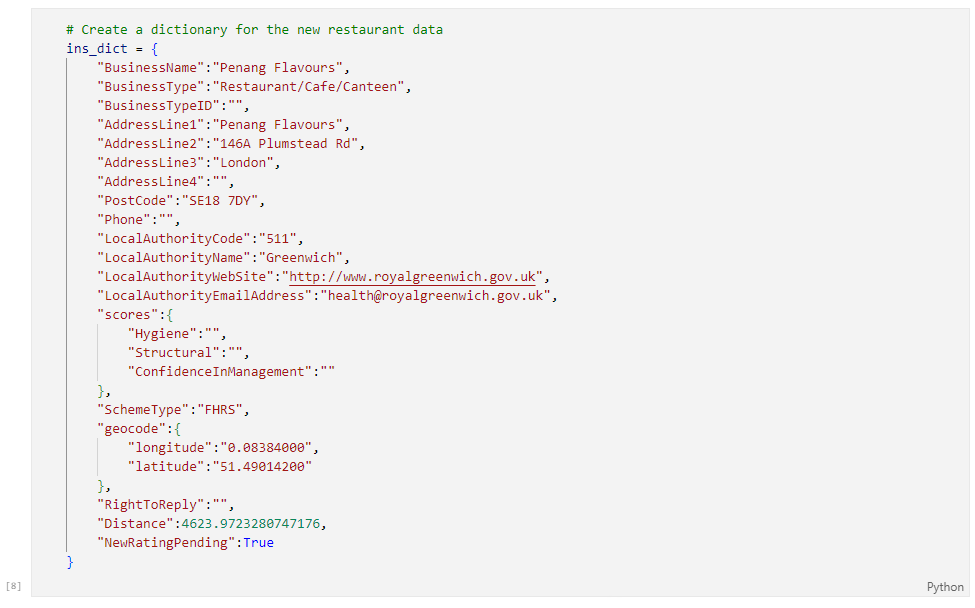 # Create a dictionary for the new restaurant data
ins_dict = {
    "BusinessName":"Penang Flavours",
    "BusinessType":"Restaurant/Cafe/Canteen",
    "BusinessTypeID":"",
    "AddressLine1":"Penang Flavours",
    "AddressLine2":"146A Plumstead Rd",
    "AddressLine3":"London",
    "AddressLine4":"",
    "PostCode":"SE18 7DY",
    "Phone":"",
    "LocalAuthorityCode":"511",
    "LocalAuthorityName":"Greenwich",
    "LocalAuthorityWebSite":"http://www.royalgreenwich.gov.uk",
    "LocalAuthorityEmailAddress":"health@royalgreenwich.gov.uk",
    "scores":{
        "Hygiene":"",
        "Structural":"",
        "ConfidenceInManagement":""
    },
    "SchemeType":"FHRS",
    "geocode":{
        "longitude":"0.08384000",
        "latitude":"51.49014200"
    },
    "RightToReply":"",
    "Distance":4623.9723280747176,
    "NewRatingPending":True
}
[8]
Python